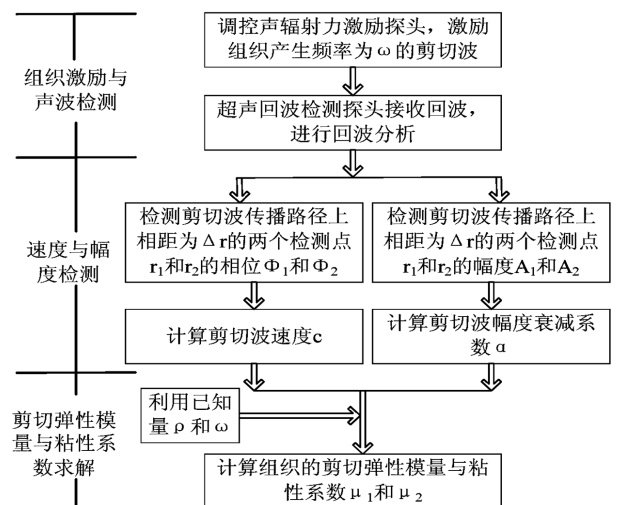 调控声辐射力激励探头，激励
组织产生频率为ω的剪切波
组织激励与
声波检测
超声回波检测探头接收回波，
进行回波分析
速度与幅
度检测
检测剪切波传播路径上
相距为Δr的两个检测点
r₁和r₂的相位Φ₁和Φ₂
检测剪切波传播路径上
相距为Δr的两个检测点
r₁和r₂的幅度A₁和A₂
计算剪切波速度c
计算剪切波幅度衰减系
数α
剪切弹性模
量与粘性系
数求解
利用已知
量ρ和ω
计算组织的剪切弹性模量与粘
性系数μ₁和μ₂